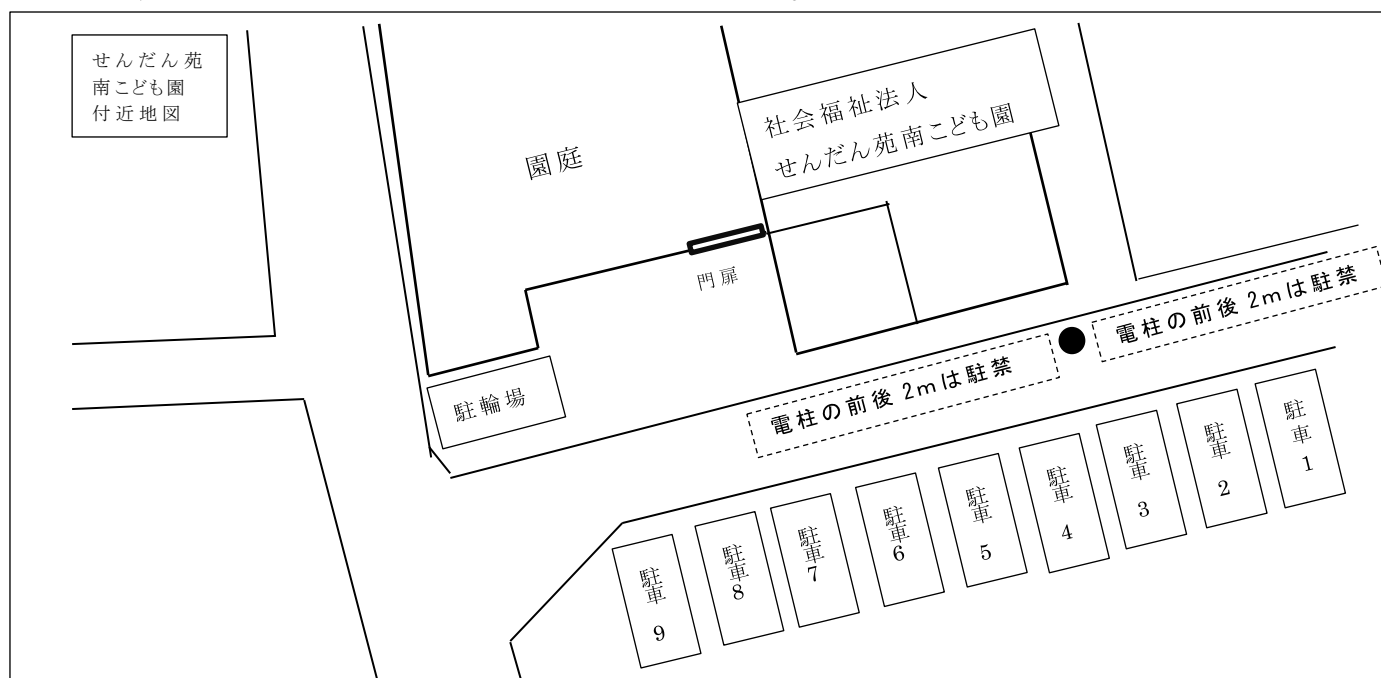 せんだん苑
南こども園
付近地図
社会福祉法人
せんだん苑南こども園
園庭
門扉
駐輪場
電柱の前後2mは駐禁
電柱の前後2mは駐禁
駐車1
駐車2
駐車3
駐車4
駐車5
駐車6
駐車7
駐車8
駐車9